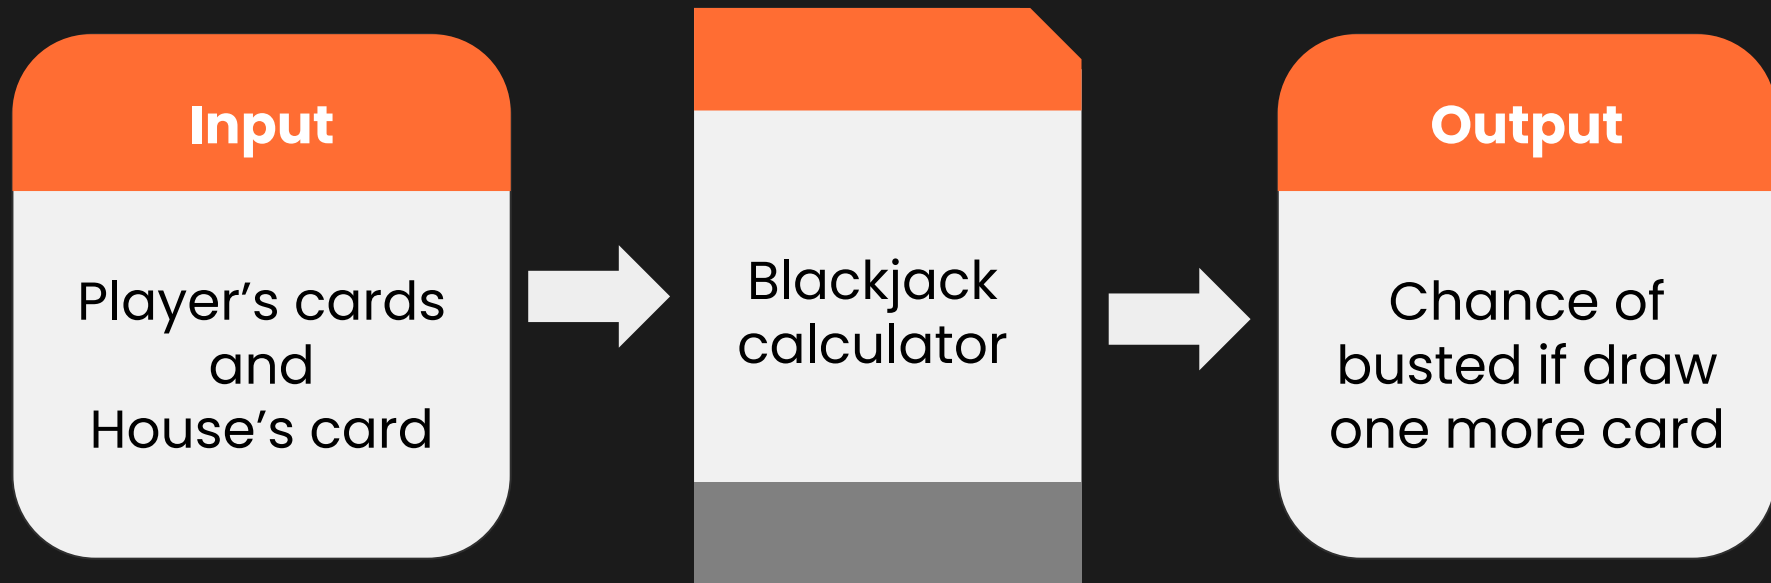 Input
Player’s cards
and
House’s card
Blackjack
calculator
Output
Chance of
busted if draw
one more card